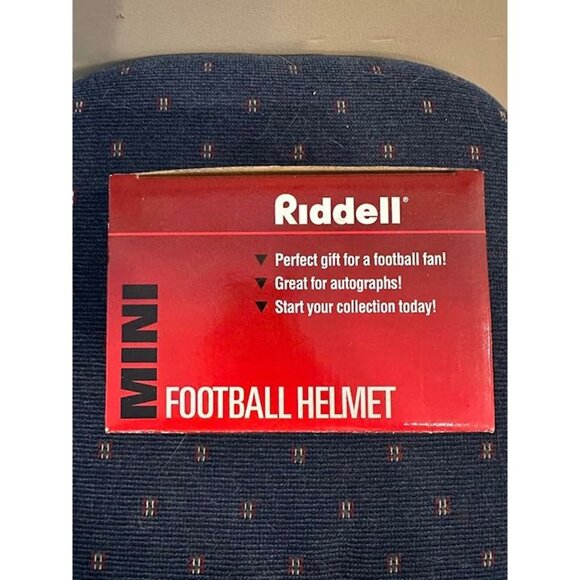 Riddell®
▼ Perfect gift for a football fan!
▼ Great for autographs!
▼ Start your collection today!
MINI
FOOTBALL HELMET